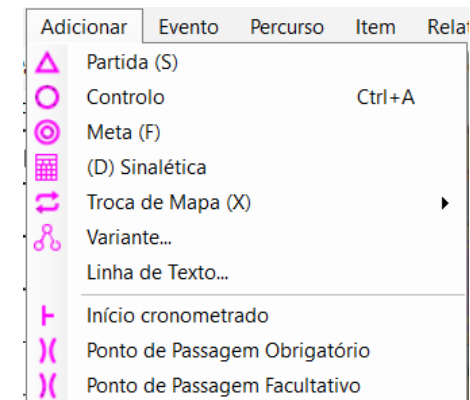 Adicionar Evento Percurso Item Relat
Partida (S)
Controlo Ctrl+A
Meta (F)
(D) Sinalética
Troca de Mapa (X)
Variante...
Linha de Texto...
Início cronometrado
Ponto de Passagem Obrigatório
Ponto de Passagem Facultativo